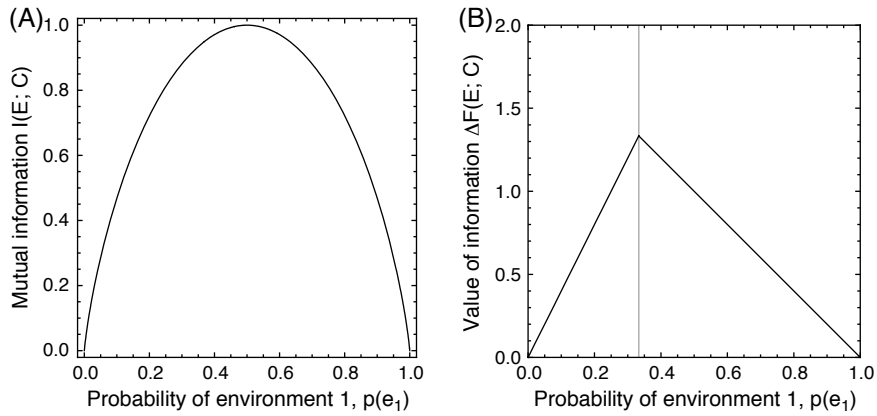 (A)
1.0
0.8
0.6
0.4
0.2
0.0
Mutual information I(E; C)
0.0 0.2 0.4 0.6 0.8 1.0
Probability of environment 1, p(e₁)
(B)
2.0
1.5
1.0
0.5
0.0
Value of information ΔF(E; C)
0.0 0.2 0.4 0.6 0.8 1.0
Probability of environment 1, p(e₁)